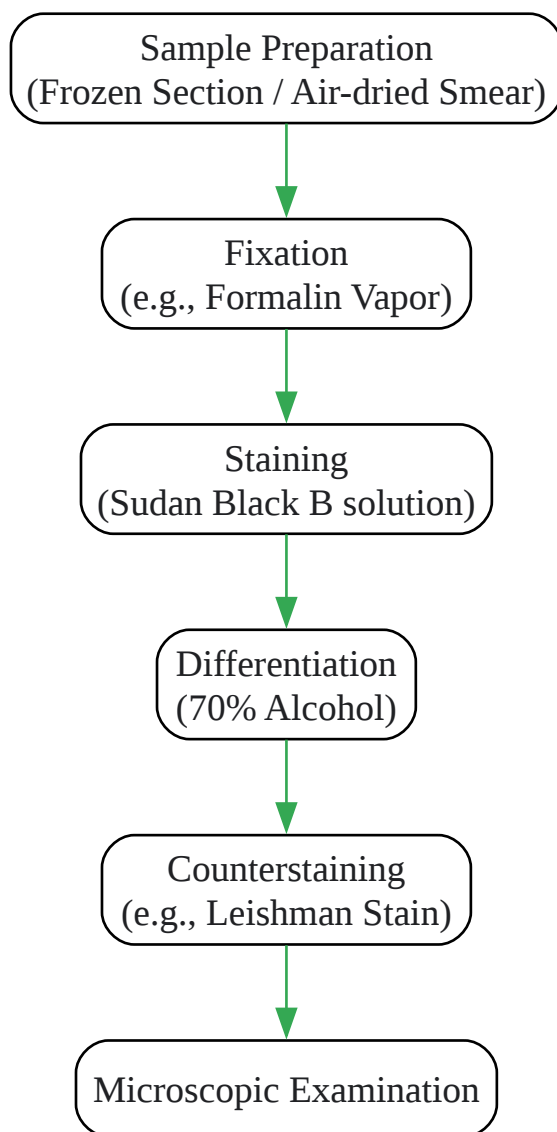 Sample Preparation
(Frozen Section / Air-dried Smear)
Fixation
(e.g., Formalin Vapor)
Staining
(Sudan Black B solution)
Differentiation
(70% Alcohol)
Counterstaining
(e.g., Leishman Stain)
Microscopic Examination